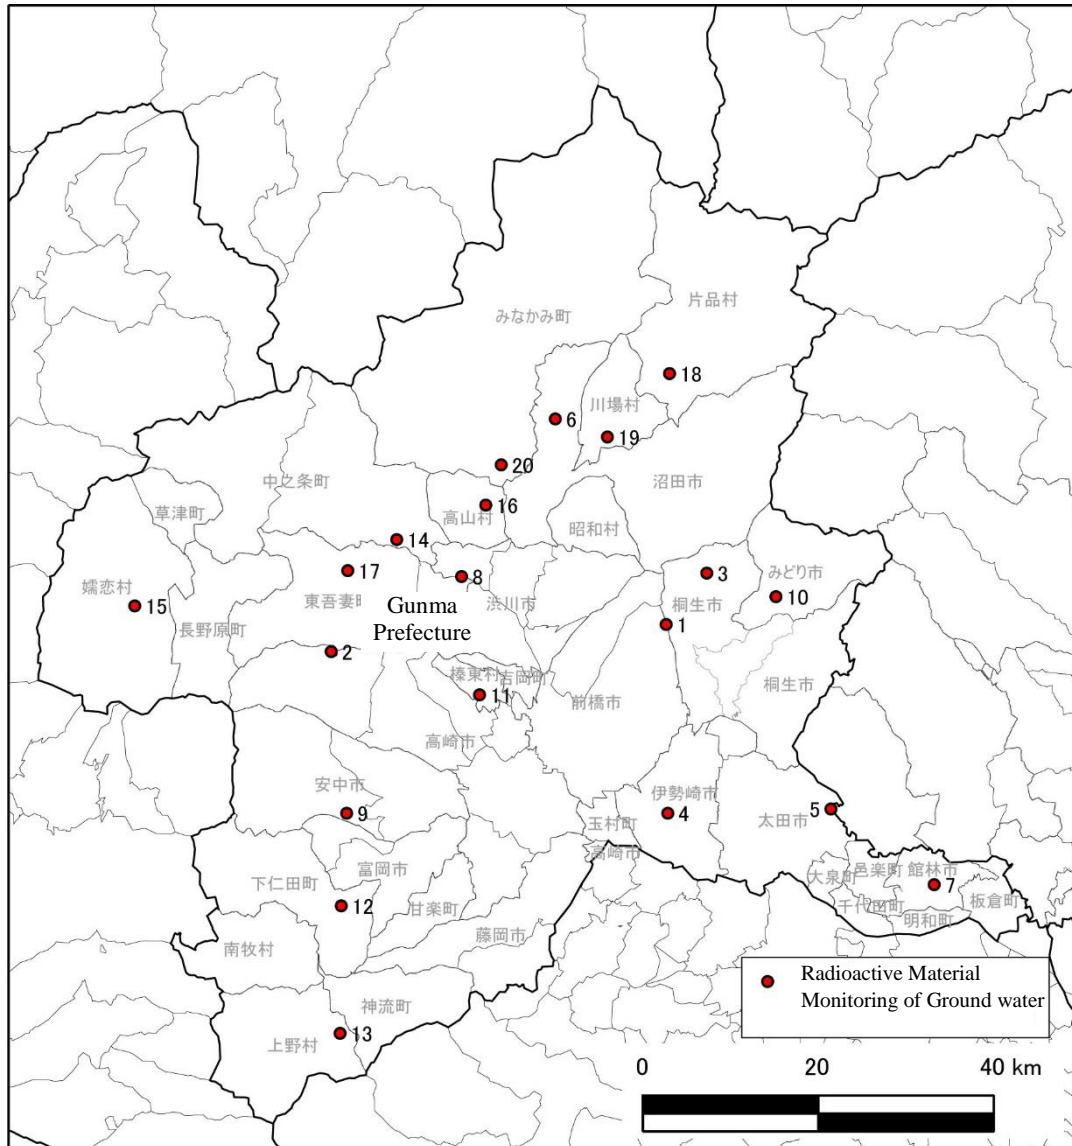 片品村
みなかみ町
18
川場村
6
19
20
中之条町
沼田市
16
草津町
高山村
昭和村
14
17
8
3
みどり市
嬬恋村
東吾妻町
渋川市
桐生市
10
15
Gunma
Prefecture
1
長野原町
2
榛東村
吉岡町
桐生市
11
前橋市
高崎市
安中市
伊勢崎市
9
4
5
玉村町
太田市
高崎市
富岡市
邑楽町
館林市
下仁田町
大泉町
7
12
甘楽町
千代田町
板倉町
明和町
藤岡市
南牧村
Radioactive Material
Monitoring of Ground water
神流町
13
上野村
0 20 40 km